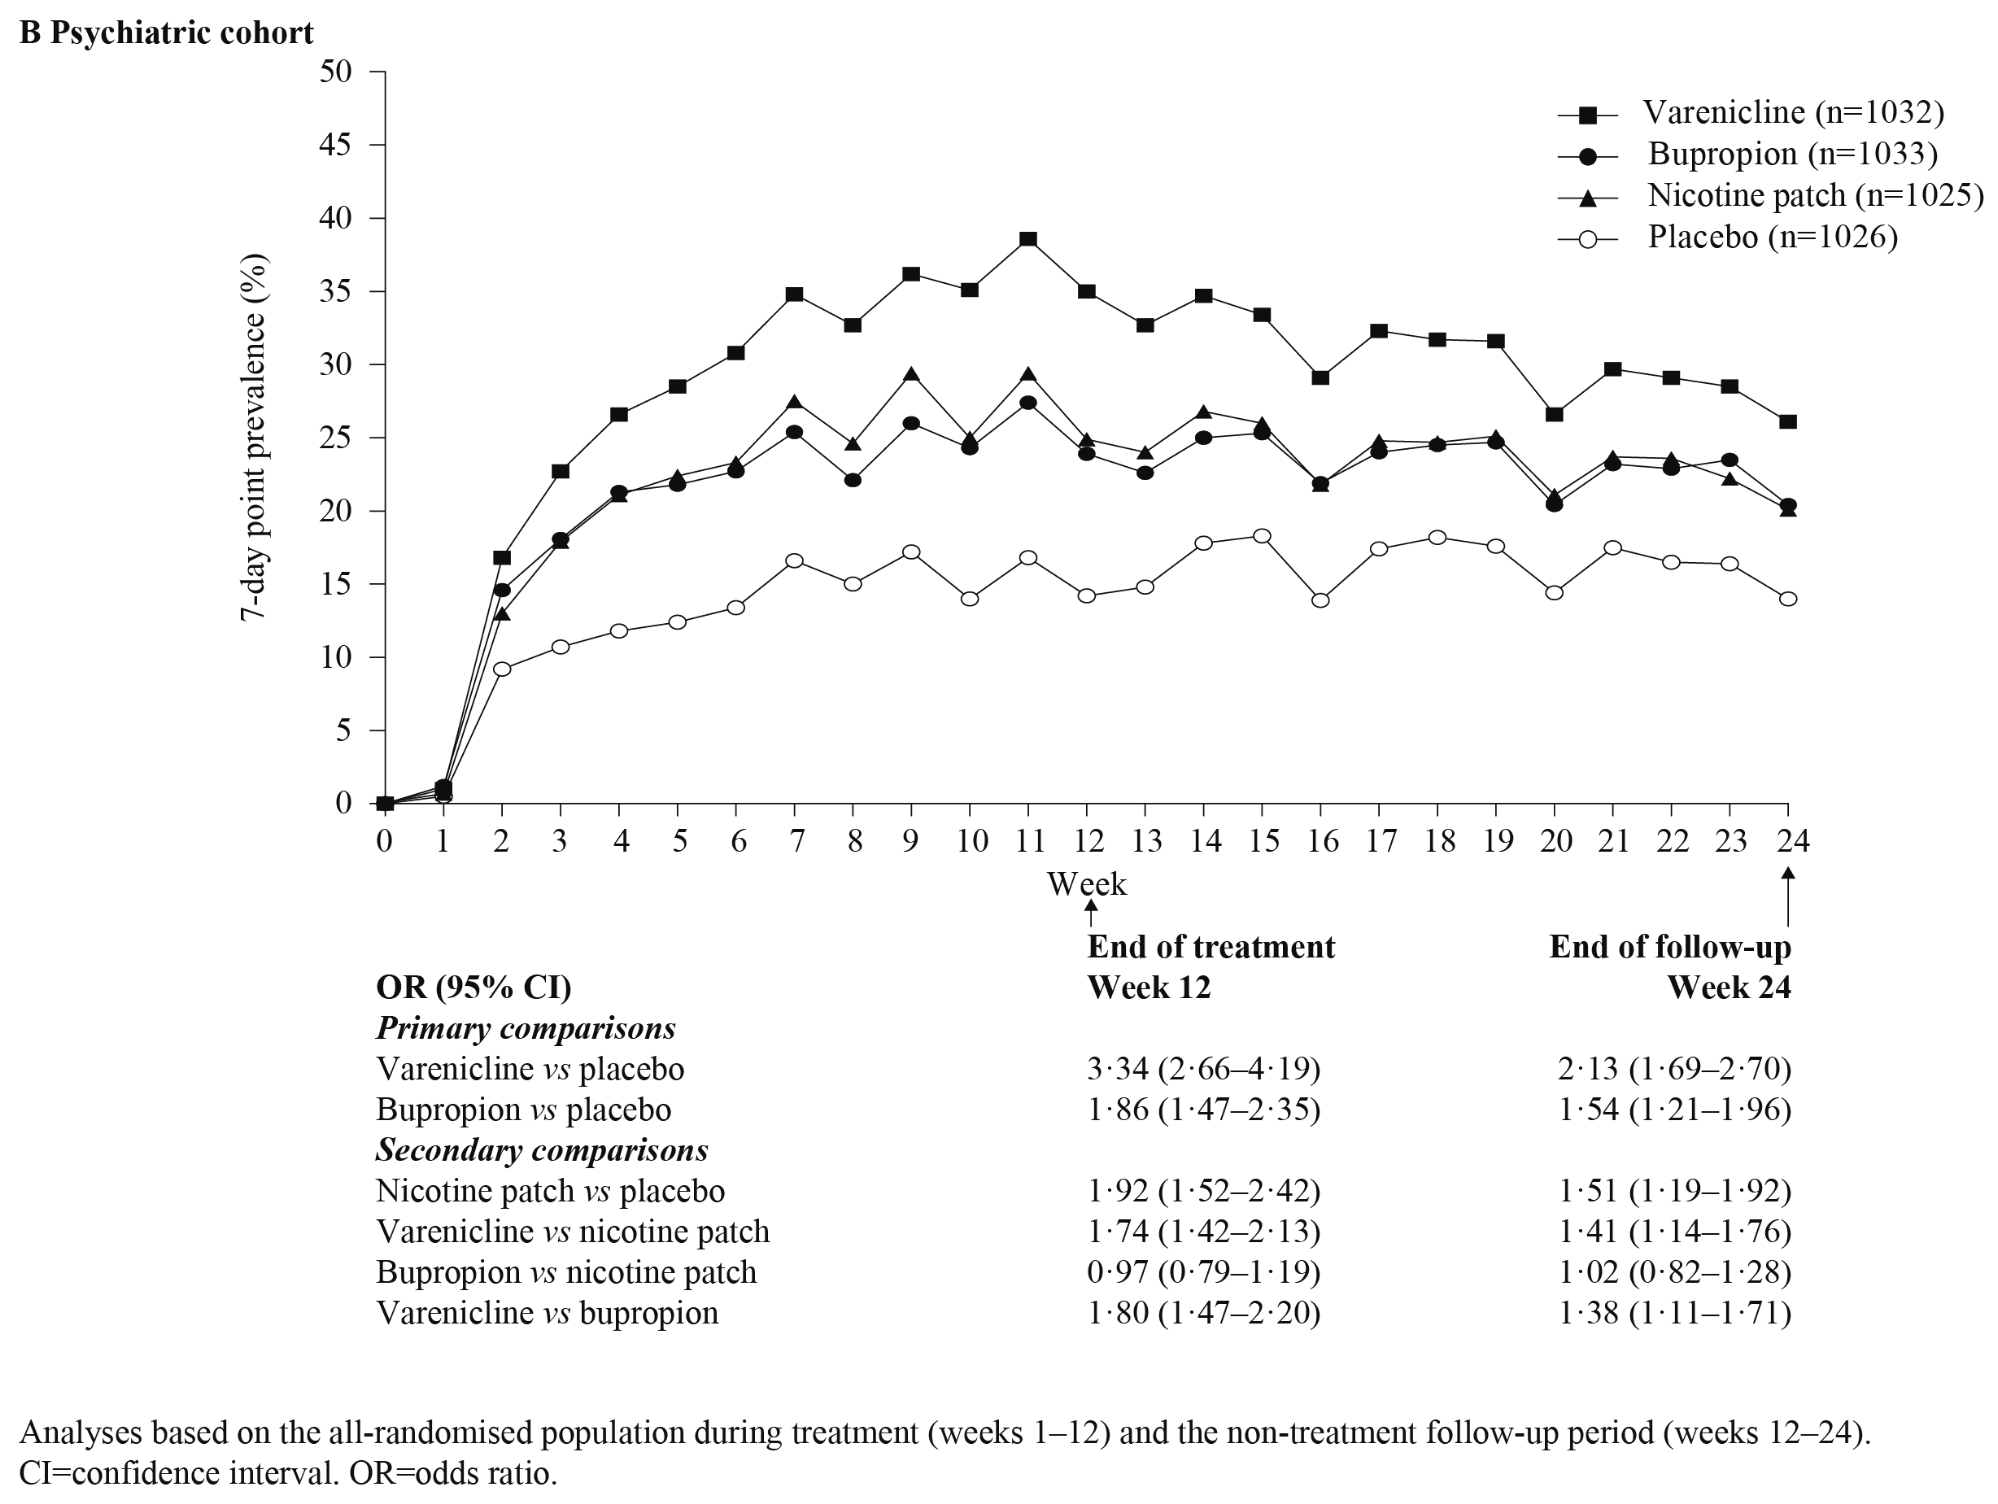 B Psychiatric cohort
50
45
40
35
30
25
20
15
10
5
0
7-day point prevalence (%)
Varenicline (n=1032)
Bupropion (n=1033)
Nicotine patch (n=1025)
Placebo (n=1026)
0 1 2 3 4 5 6 7 8 9 10 11 12 13 14 15 16 17 18 19 20 21 22 23 24
Week
End of treatment End of follow-up
OR (95% CI) Week 12 Week 24
Primary comparisons
Varenicline vs placebo 3·34 (2·66–4·19) 2·13 (1·69–2·70)
Bupropion vs placebo 1·86 (1·47–2·35) 1·54 (1·21–1·96)
Secondary comparisons
Nicotine patch vs placebo 1·92 (1·52–2·42) 1·51 (1·19–1·92)
Varenicline vs nicotine patch 1·74 (1·42–2·13) 1·41 (1·14–1·76)
Bupropion vs nicotine patch 0·97 (0·79–1·19) 1·02 (0·82–1·28)
Varenicline vs bupropion 1·80 (1·47–2·20) 1·38 (1·11–1·71)
Analyses based on the all-randomised population during treatment (weeks 1–12) and the non-treatment follow-up period (weeks 12–24).
CI=confidence interval. OR=odds ratio.